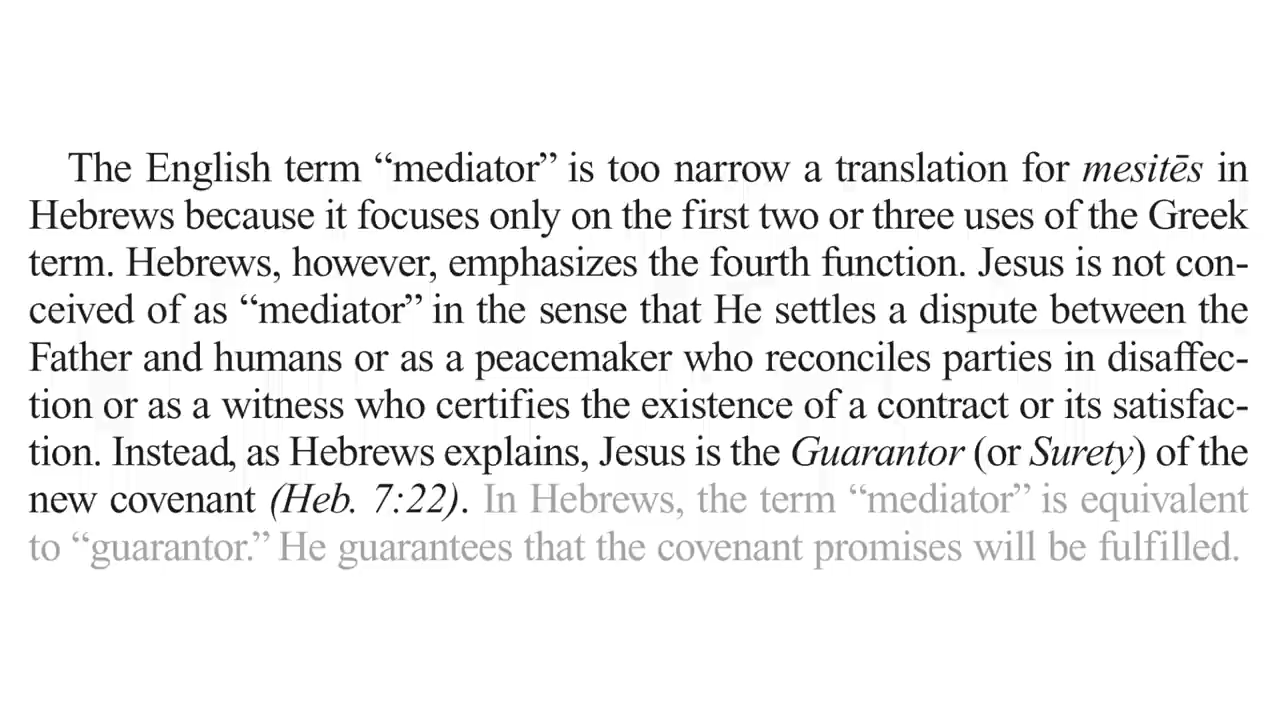 The English term “mediator” is too narrow a translation for mesitēs in
Hebrews because it focuses only on the first two or three uses of the Greek
term. Hebrews, however, emphasizes the fourth function. Jesus is not con-
ceived of as “mediator” in the sense that He settles a dispute between the
Father and humans or as a peacemaker who reconciles parties in disaffec-
tion or as a witness who certifies the existence of a contract or its satisfac-
tion. Instead, as Hebrews explains, Jesus is the Guarantor (or Surety) of the
new covenant (Heb. 7:22). In Hebrews, the term “mediator” is equivalent
to “guarantor.” He guarantees that the covenant promises will be fulfilled.